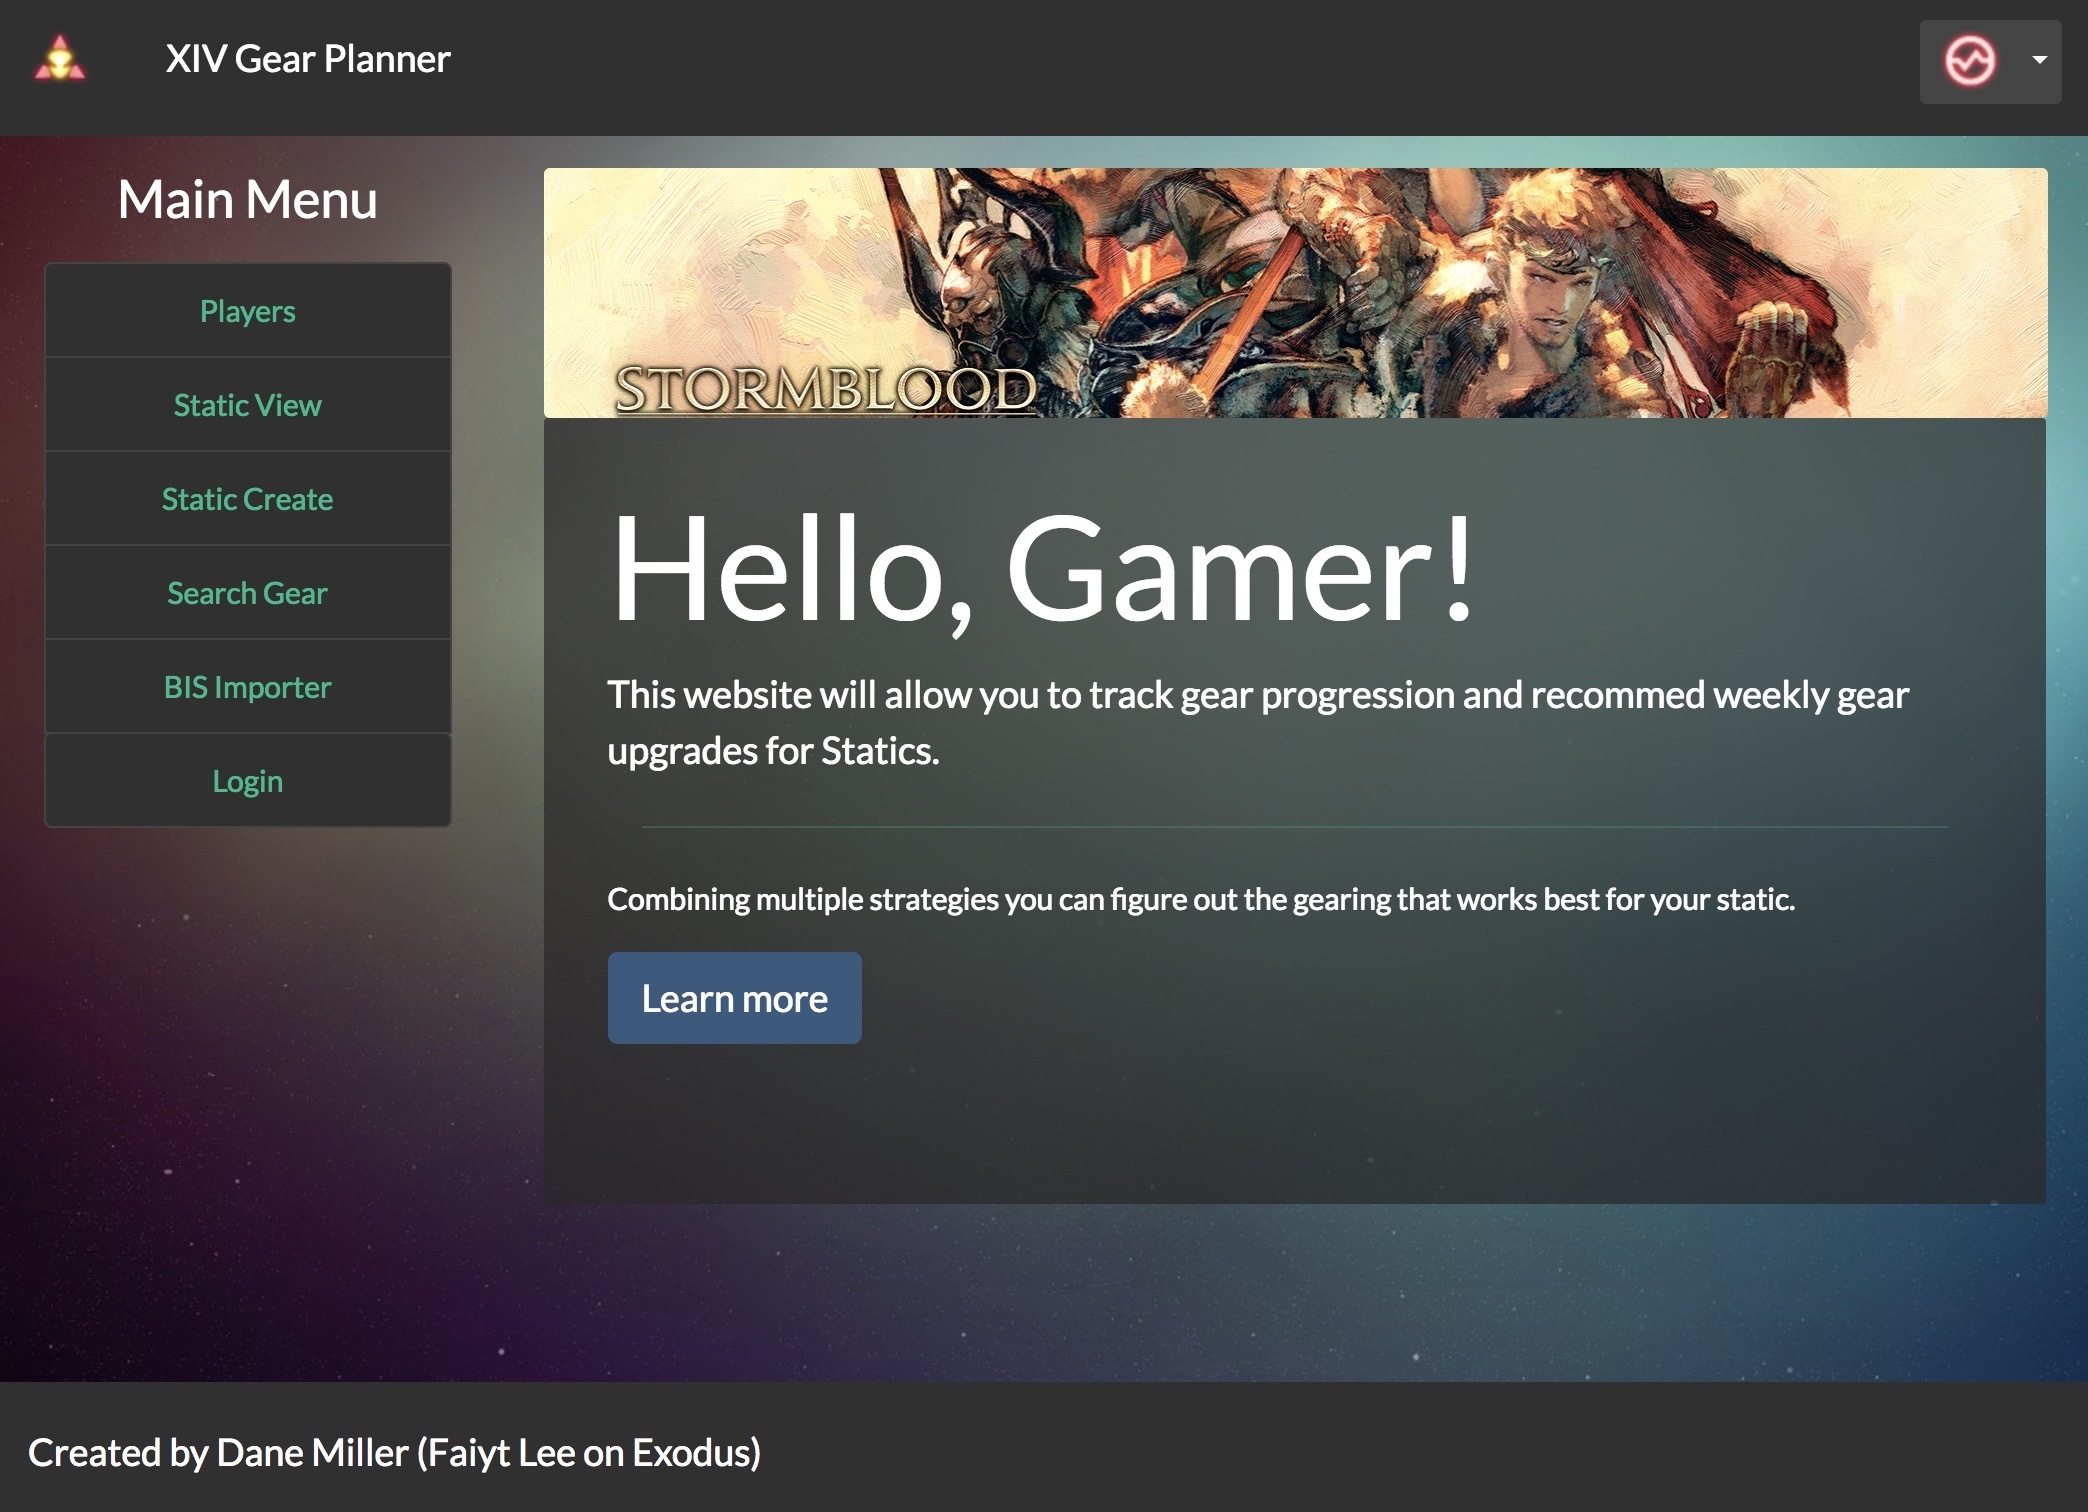 XIV Gear Planner
Main Menu
Players
Static View
Static Create
Search Gear
BIS Importer
Login
STORMBLOOD
Hello, Gamer!
This website will allow you to track gear progression and recommed weekly gear
upgrades for Statics.
Combining multiple strategies you can figure out the gearing that works best for your static.
Learn more
Created by Dane Miller (Faiyt Lee on Exodus)